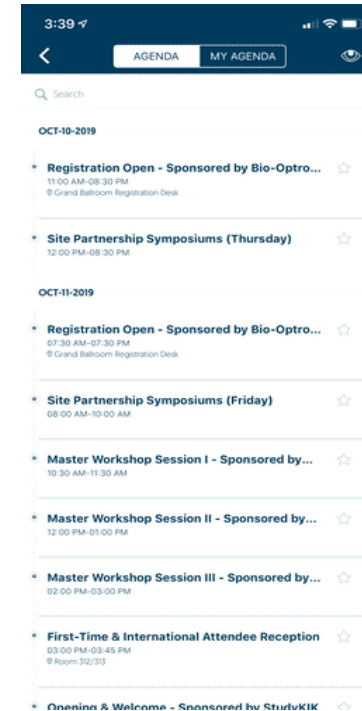 3:39
AGENDA
MY AGENDA
Search
OCT-10-2019
Registration Open - Sponsored by Bio-Optro...
11:00 AM-08:30 PM
Grand Ballroom Registration Desk
Site Partnership Symposiums (Thursday)
12:00 PM-08:30 PM
OCT-11-2019
Registration Open - Sponsored by Bio-Optro...
07:30 AM-07:30 PM
Grand Ballroom Registration Desk
Site Partnership Symposiums (Friday)
08:00 AM-10:00 AM
Master Workshop Session I - Sponsored by...
10:30 AM-11:30 AM
Master Workshop Session II - Sponsored by...
12:00 PM-01:00 PM
Master Workshop Session III - Sponsored by...
02:00 PM-03:00 PM
First-Time & International Attendee Reception
03:00 PM-03:45 PM
Room 312/313
Opening & Welcome - Sponsored by StudyKIK